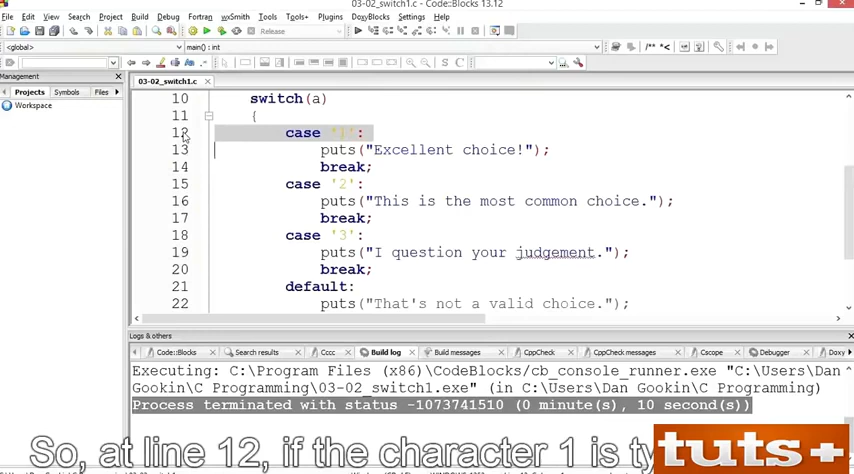 03-02_switch1.c - Code::Blocks 13.12
File Edit View Search Project Build Debug Fortran wxSmith Tools Tools+ Plugins DoxyBlocks Settings Help
Release
<global> main() : int
/** *<
S C
Management
Projects Symbols Files
Workspace
03-02_switch1.c
10 switch(a)
11 {
12 case '1':
13 puts("Excellent choice!");
14 break;
15 case '2':
16 puts("This is the most common choice.");
17 break;
18 case '3':
19 puts("I question your judgement.");
20 break;
21 default:
22 puts("That's not a valid choice.");
Logs & others
Code::Blocks Search results Cccc Build log Build messages CppCheck CppCheck messages Cscope Debugger Doxy
Executing: C:\Program Files (x86)\CodeBlocks/cb_console_runner.exe "C:\Users\Dan
Gookin\C Programming\03-02_switch1.exe" (in C:\Users\Dan Gookin\C Programming)
Process terminated with status -1073741510 (0 minute(s), 10 second(s))
So, at line 12, if the character 1 is ty
tuts+